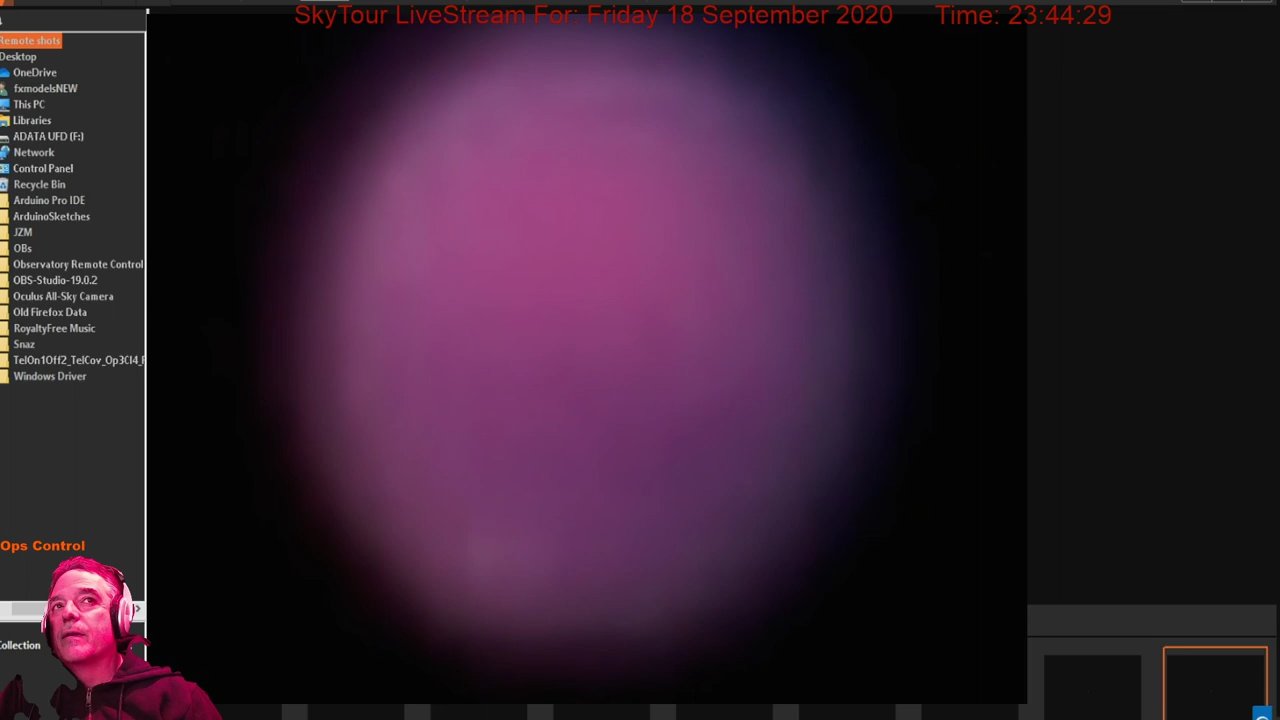 SkyTour LiveStream For: Friday 18 September 2020 Time: 23:44:29
Remote shots
Desktop
OneDrive
fxmodelsNEW
This PC
Libraries
ADATA UFD (F:)
Network
Control Panel
Recycle Bin
Arduino Pro IDE
ArduinoSketches
JZM
OBs
Observatory Remote Control
OBS-Studio-19.0.2
Oculus All-Sky Camera
Old Firefox Data
RoyaltyFree Music
Snaz
TelOn1Off2_TelCov_Op3Cl4_
Windows Driver
Ops Control
Collection